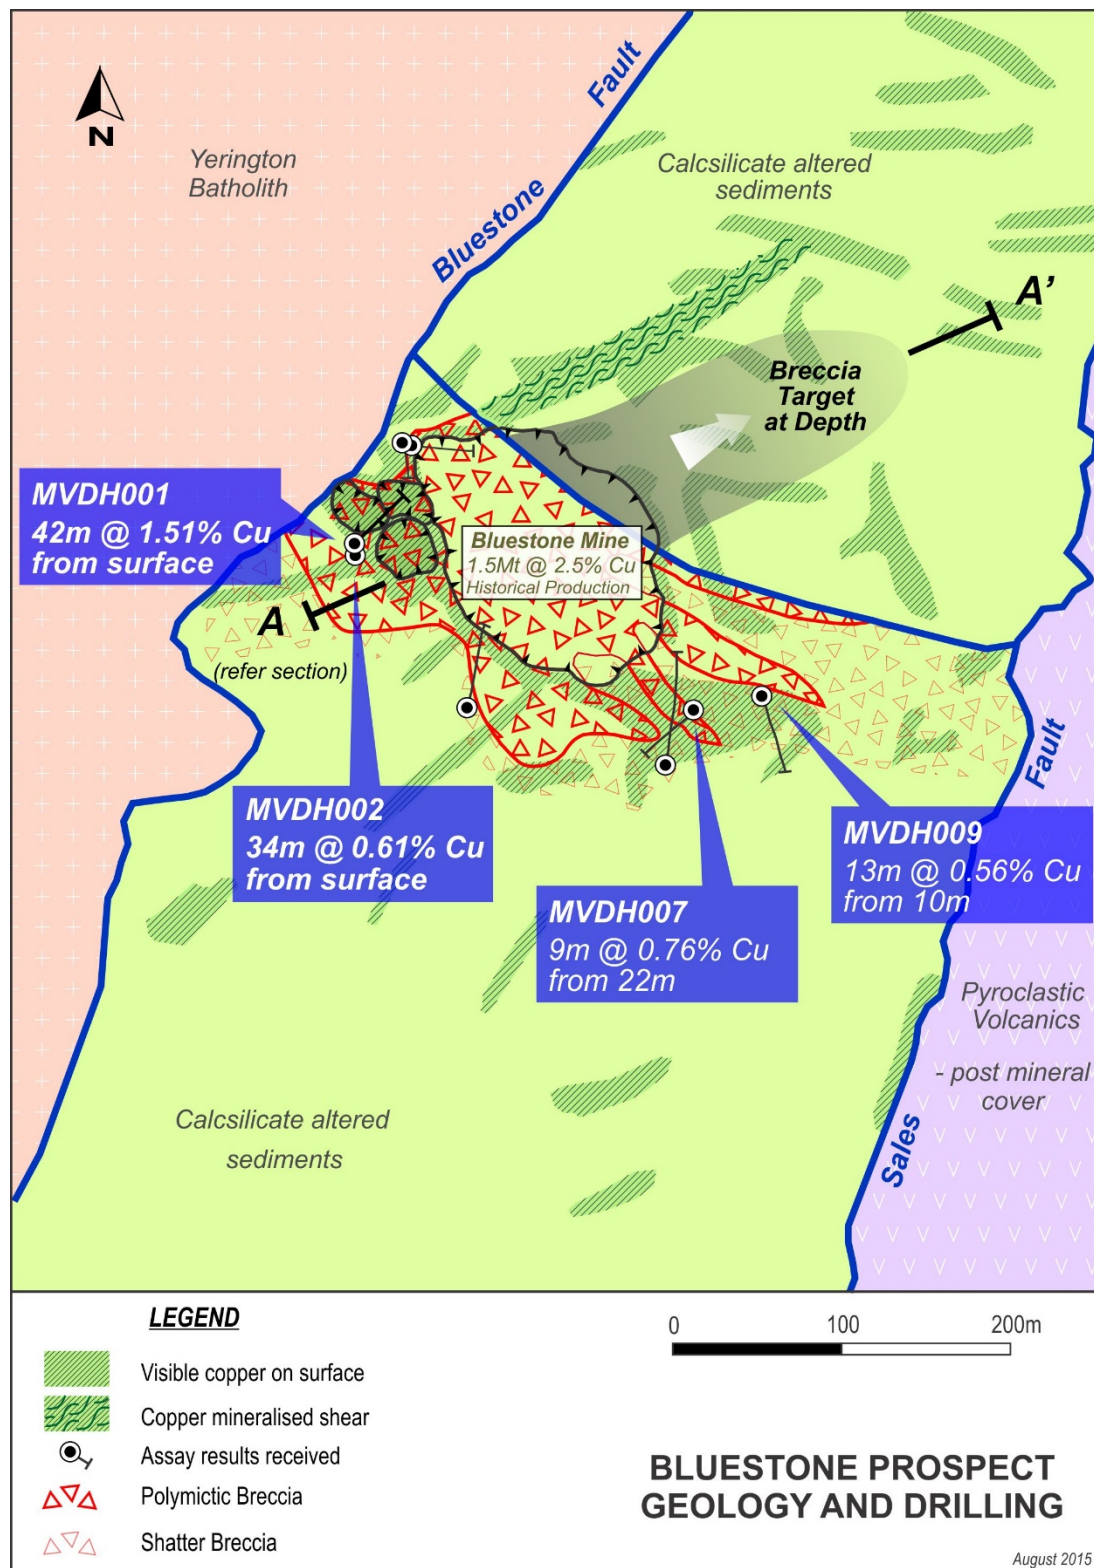 Fault
Bluestone
N
Yerington
Batholith
Calcsilicate altered
sediments
A'
Breccia
Target
at Depth
MVDH001
42m @ 1.51% Cu
from surface
Bluestone Mine
1.5Mt @ 2.5% Cu
Historical Production
A
(refer section)
MVDH002
34m @ 0.61% Cu
from surface
MVDH007
9m @ 0.76% Cu
from 22m
MVDH009
13m @ 0.56% Cu
from 10m
Fault
Sales
Pyroclastic
Volcanics
- post mineral
cover
Calcsilicate altered
sediments
LEGEND
Visible copper on surface
Copper mineralised shear
Assay results received
Polymictic Breccia
Shatter Breccia
0 100 200m
BLUESTONE PROSPECT
GEOLOGY AND DRILLING
August 2015